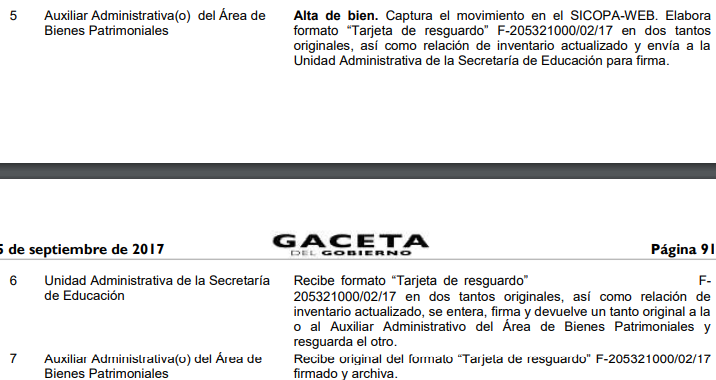 5 Auxiliar Administrativa(o) del Área de Bienes Patrimoniales
Alta de bien. Captura el movimiento en el SICOPA-WEB. Elabora
formato “Tarjeta de resguardo” F-205321000/02/17 en dos tantos
originales, así como relación de inventario actualizado y envía a la
Unidad Administrativa de la Secretaría de Educación para firma.
5 de septiembre de 2017
GACETA
DEL GOBIERNO
Página 91
6 Unidad Administrativa de la Secretaría
de Educación
Recibe formato “Tarjeta de resguardo” F-
205321000/02/17 en dos tantos originales, así como relación de
inventario actualizado, se entera, firma y devuelve un tanto original a la
o al Auxiliar Administrativo del Área de Bienes Patrimoniales y
resguarda el otro.
7 Auxiliar Administrativa(o) del Área de
Bienes Patrimoniales
Recibe original del formato “Tarjeta de resguardo” F-205321000/02/17
firmado y archiva.